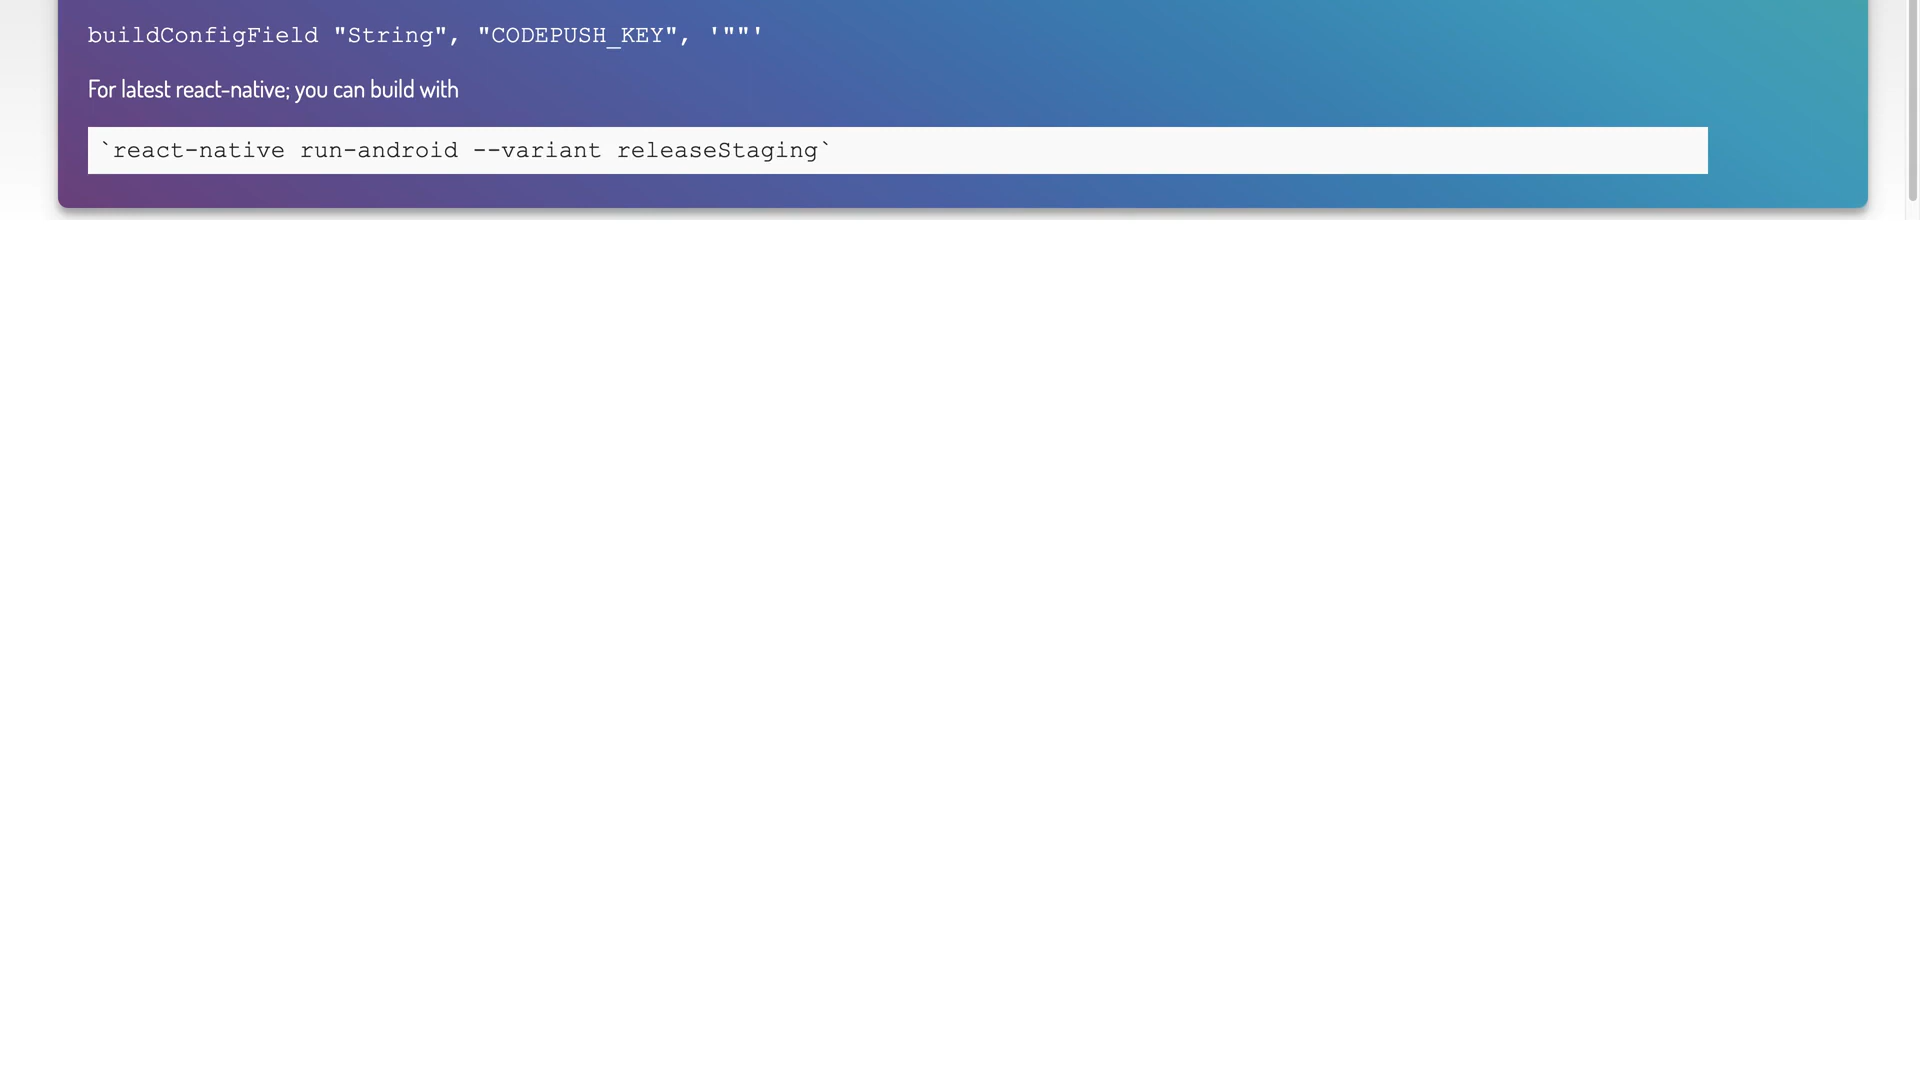 buildConfigField "String", "CODEPUSH_KEY", '""'
For latest react-native; you can build with
`react-native run-android --variant releaseStaging`